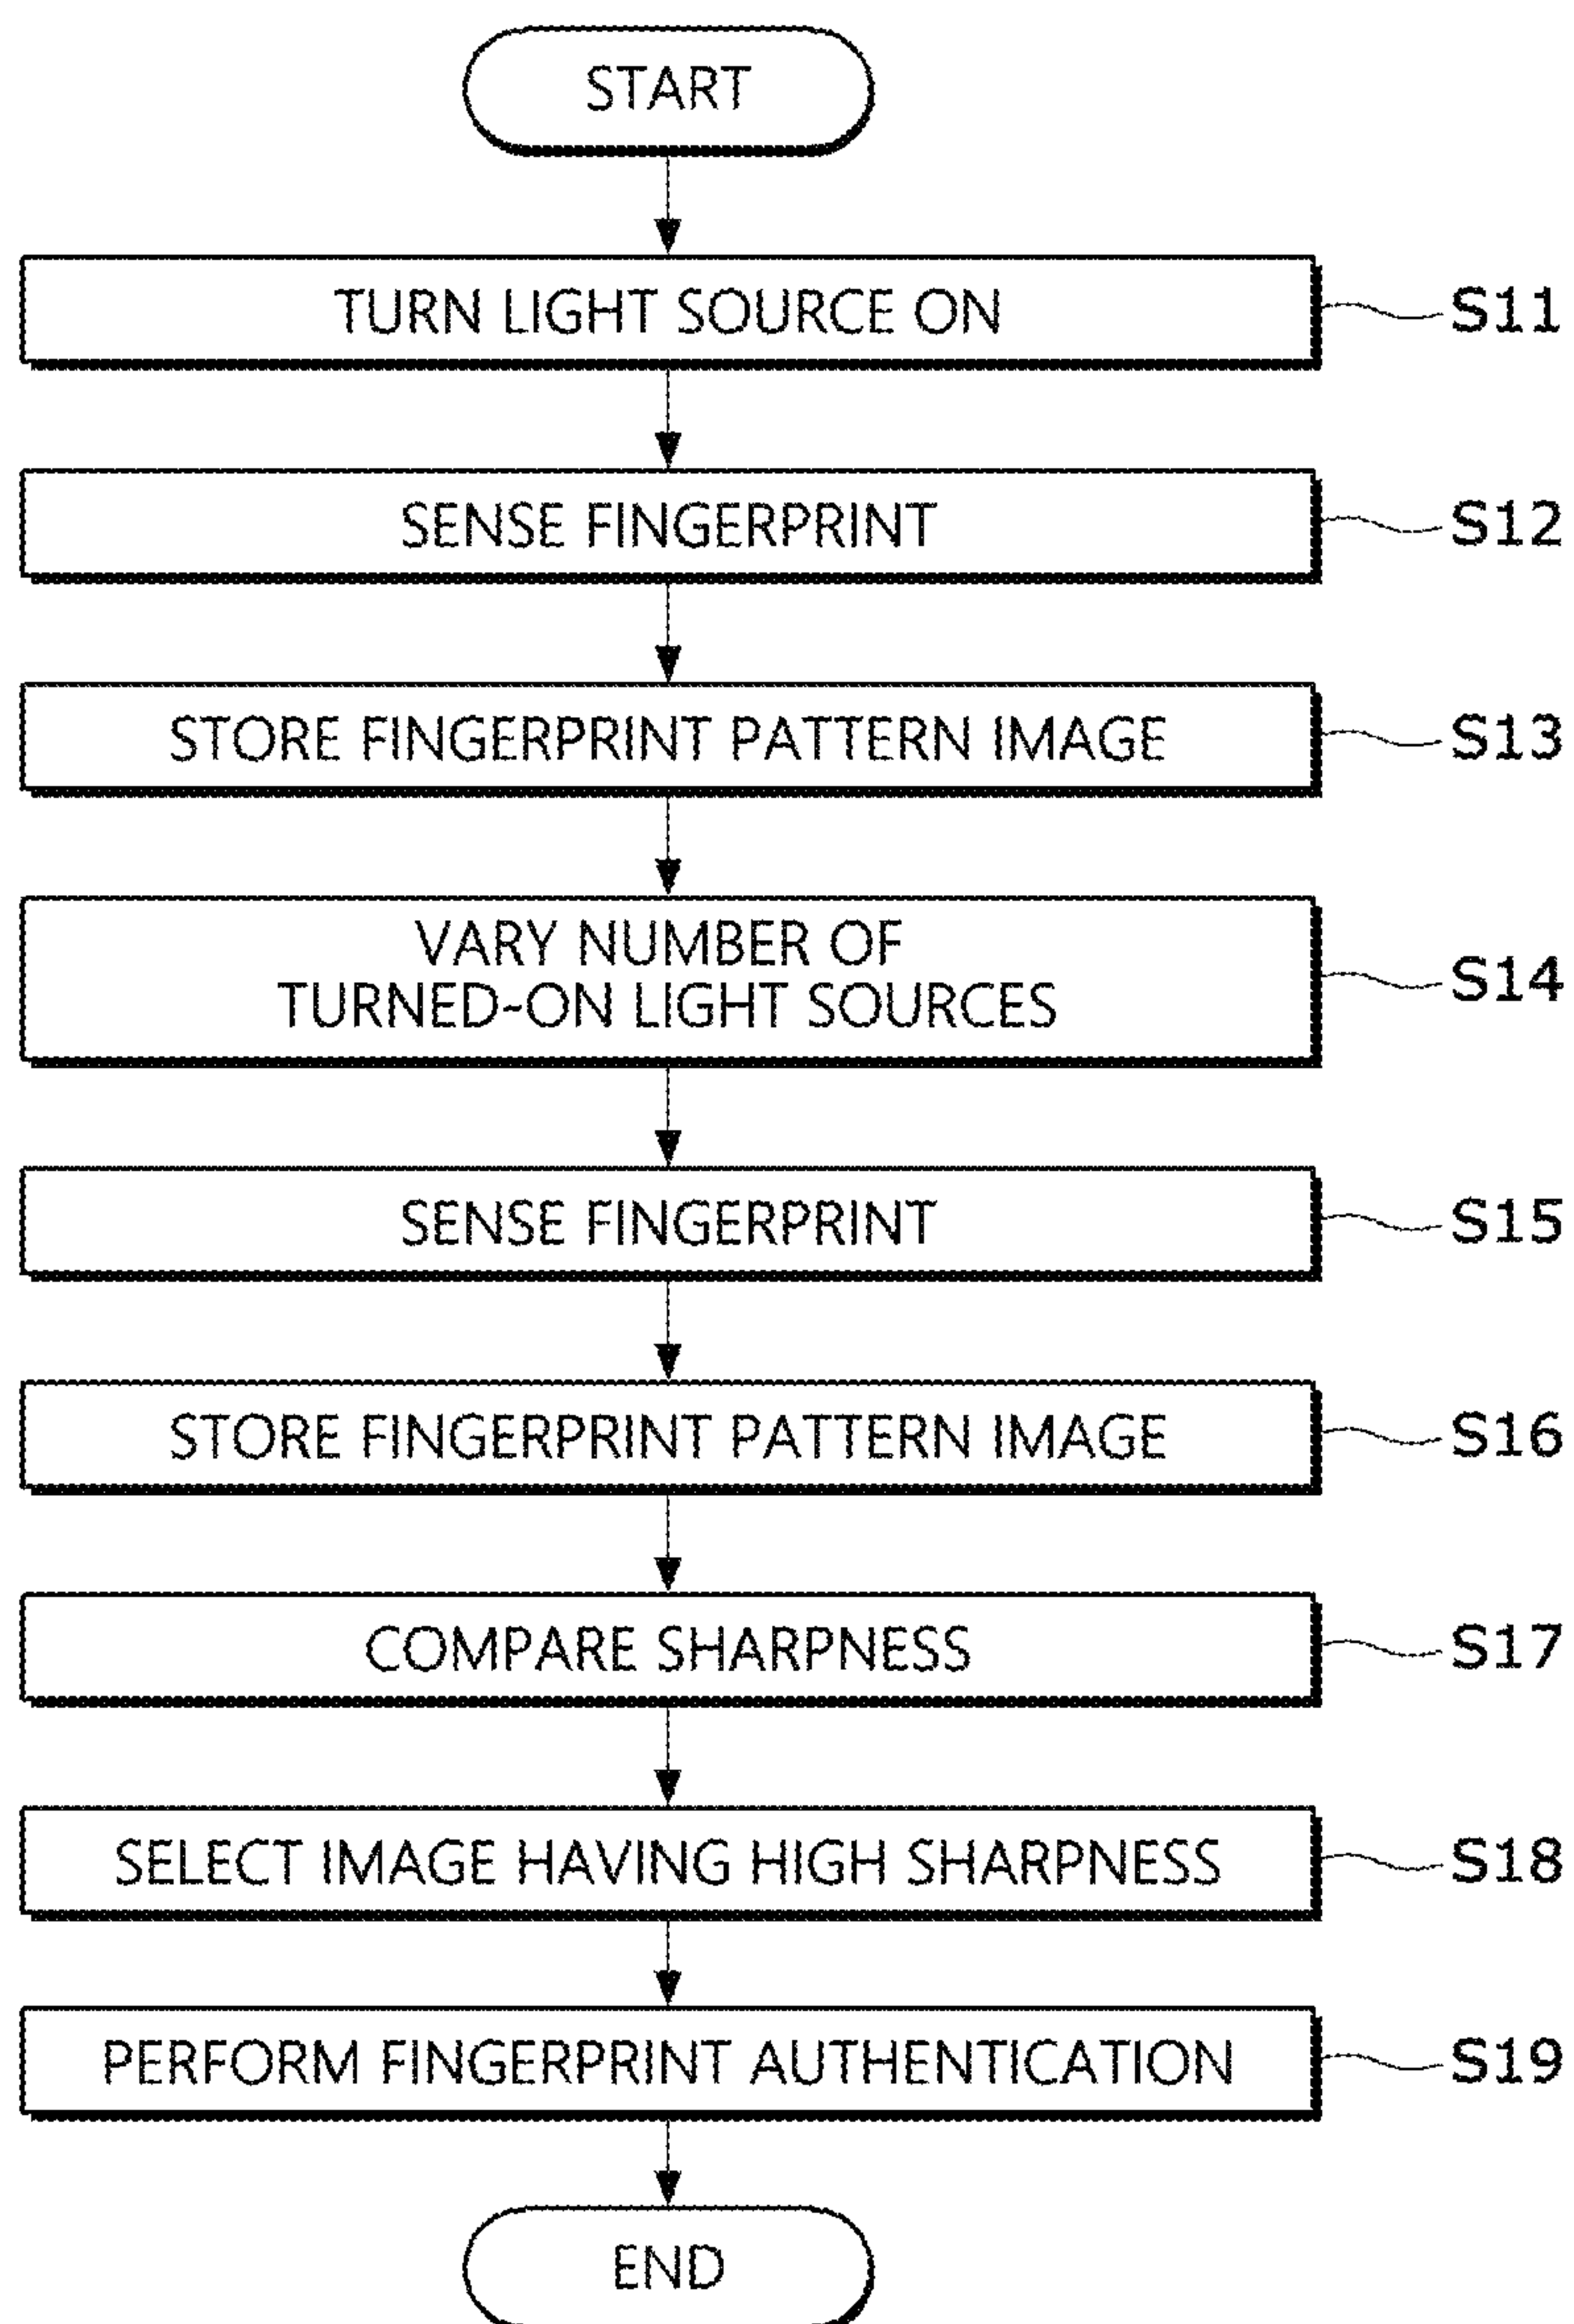 START
TURN LIGHT SOURCE ON
S11
SENSE FINGERPRINT
S12
STORE FINGERPRINT PATTERN IMAGE
S13
VARY NUMBER OF
TURNED-ON LIGHT SOURCES
S14
SENSE FINGERPRINT
S15
STORE FINGERPRINT PATTERN IMAGE
S16
COMPARE SHARPNESS
S17
SELECT IMAGE HAVING HIGH SHARPNESS
S18
PERFORM FINGERPRINT AUTHENTICATION
S19
END